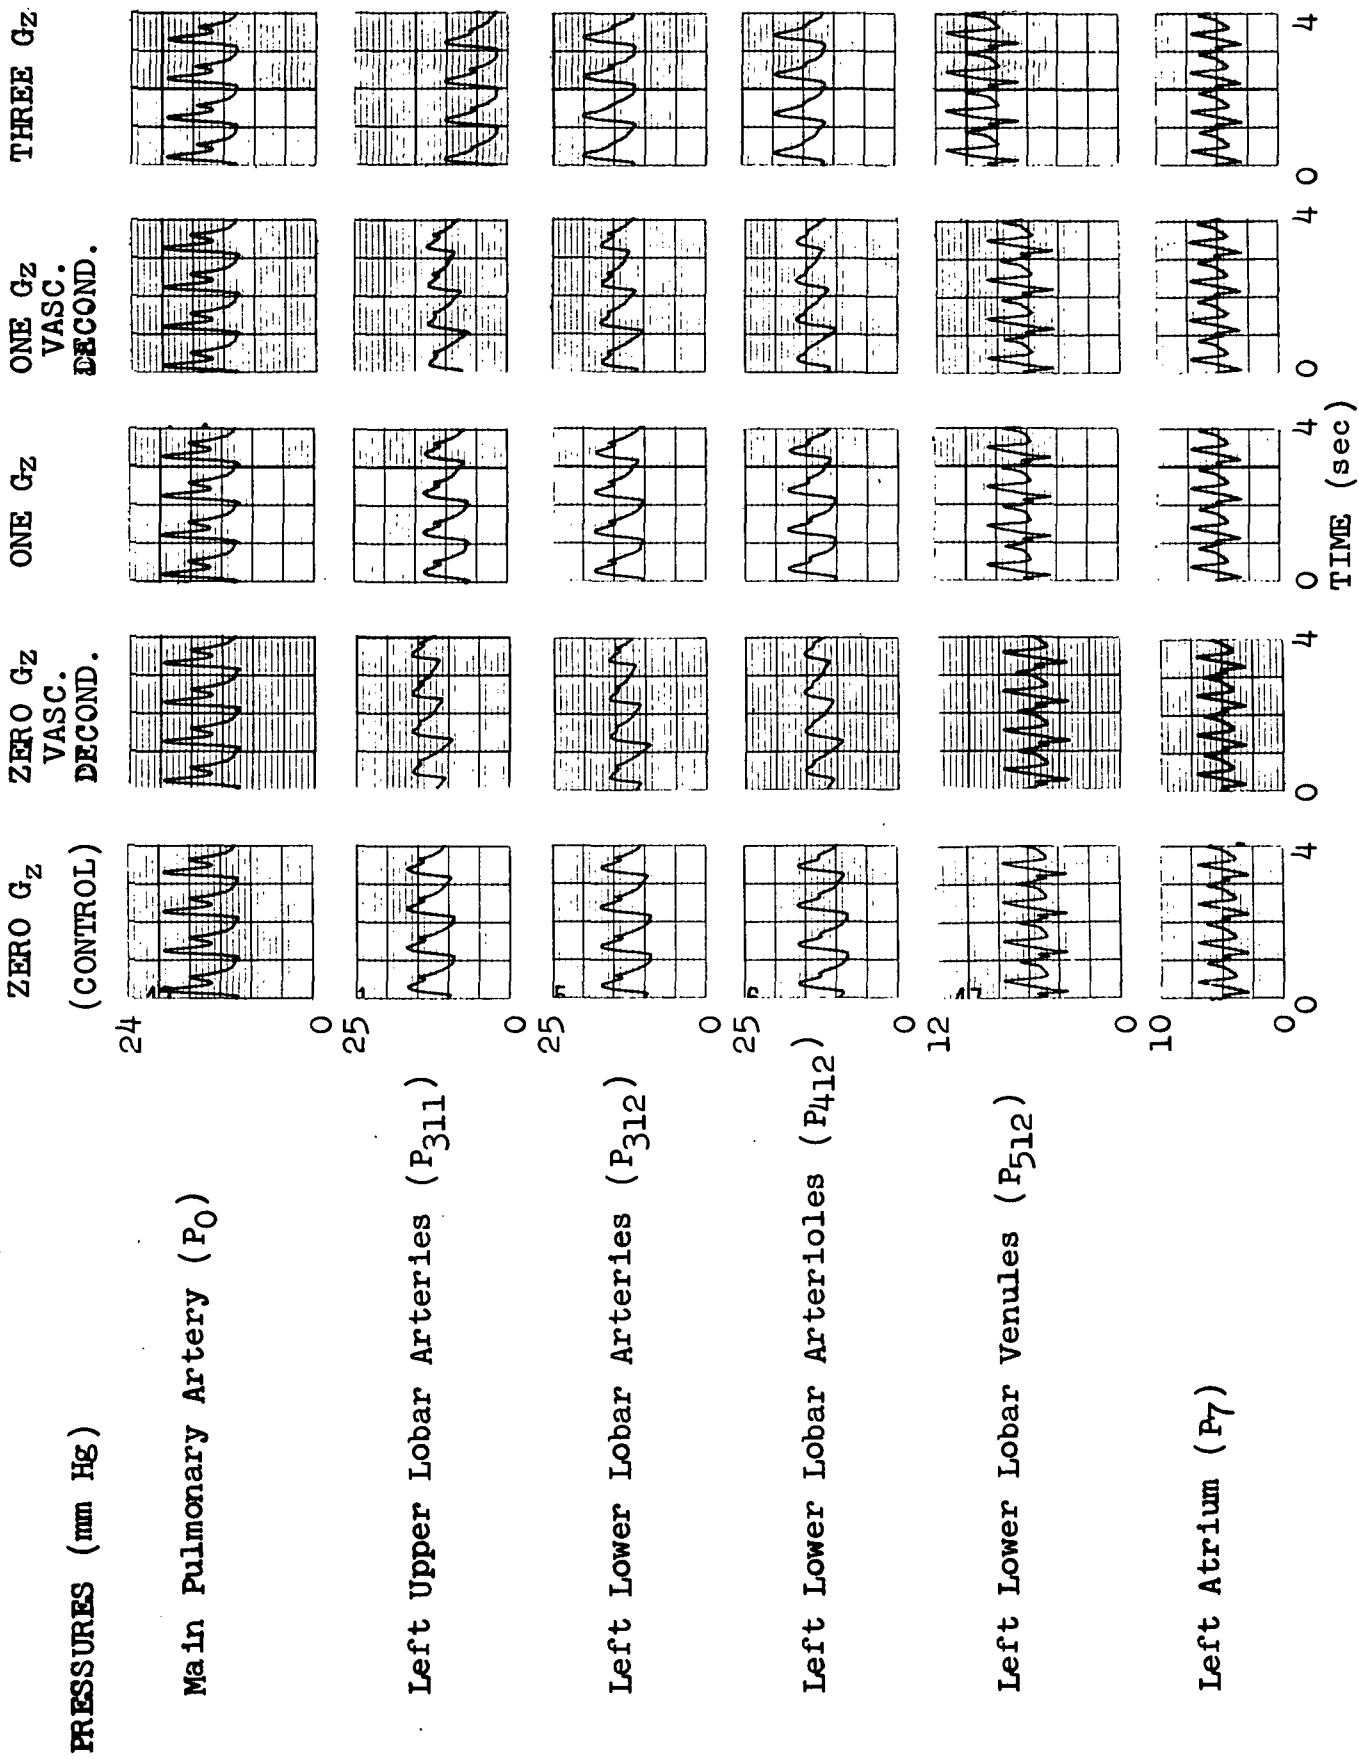 PRESSURES (mm Hg)
ZERO Gz
(CONTROL)
ZERO Gz
VASC.
DECOND.
ONE Gz
ONE Gz
VASC.
DECOND.
THREE Gz
Main Pulmonary Artery (P0)
24
0
Left Upper Lobar Arteries (P311)
25
0
Left Lower Lobar Arteries (P312)
25
0
Left Lower Lobar Arterioles (P412)
25
0
Left Lower Lobar Venules (P512)
12
0
Left Atrium (P7)
10
0
0 4 0 4 0 4 0 4 0 4
TIME (sec)